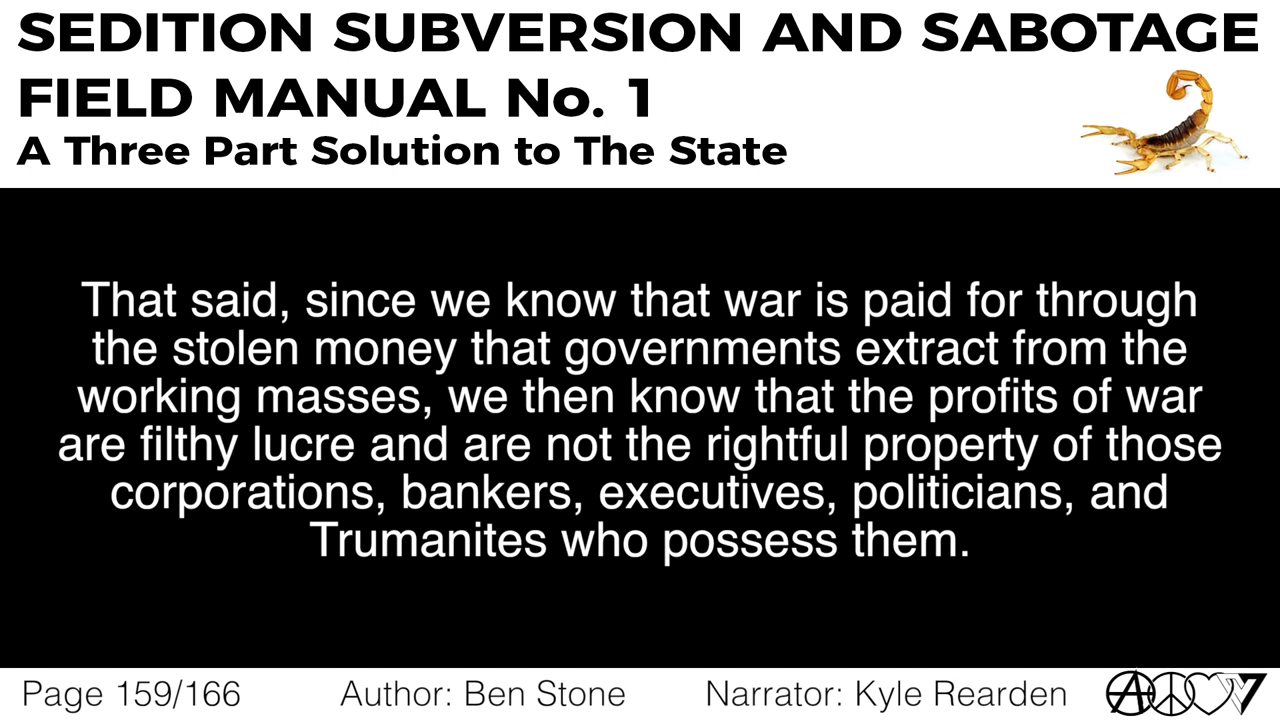 SEDITION SUBVERSION AND SABOTAGE
FIELD MANUAL No. 1
A Three Part Solution to The State
That said, since we know that war is paid for through
the stolen money that governments extract from the
working masses, we then know that the profits of war
are filthy lucre and are not the rightful property of those
corporations, bankers, executives, politicians, and
Trumanites who possess them.
Page 159/166 Author: Ben Stone Narrator: Kyle Rearden